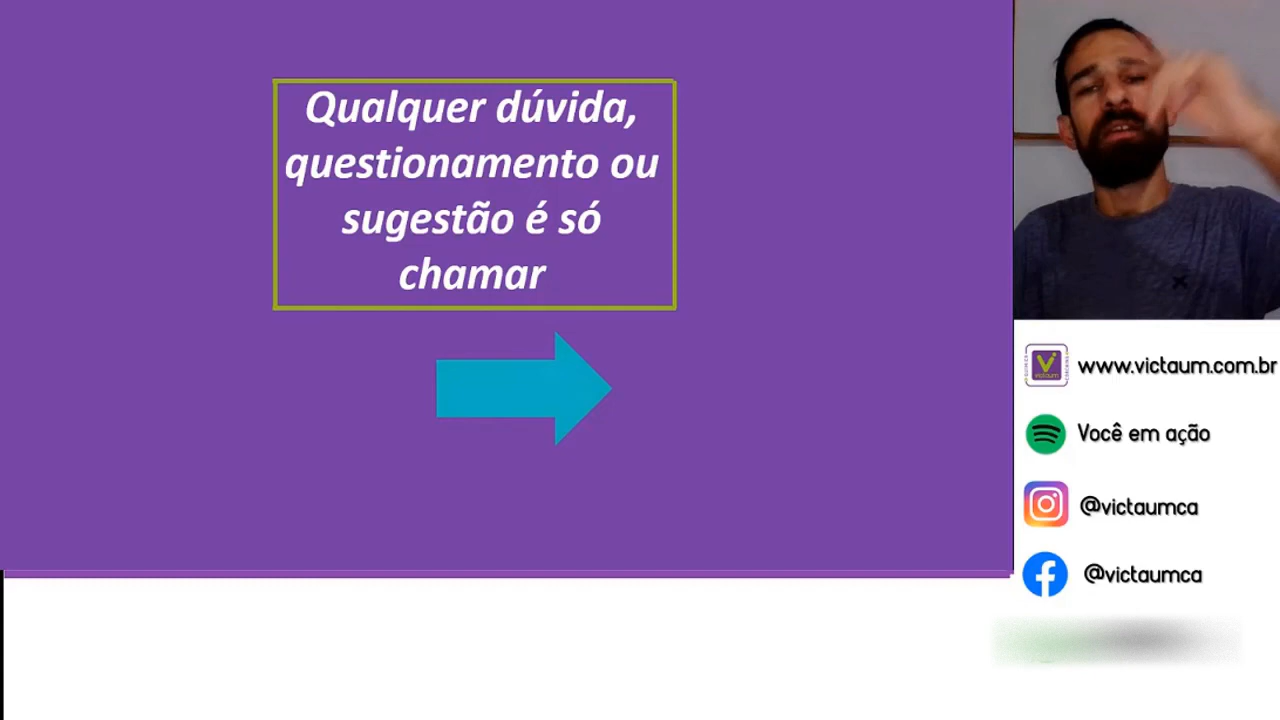 Qualquer dúvida,
questionamento ou
sugestão é só
chamar
www.victaum.com.br
Você em ação
@victaumca
@victaumca